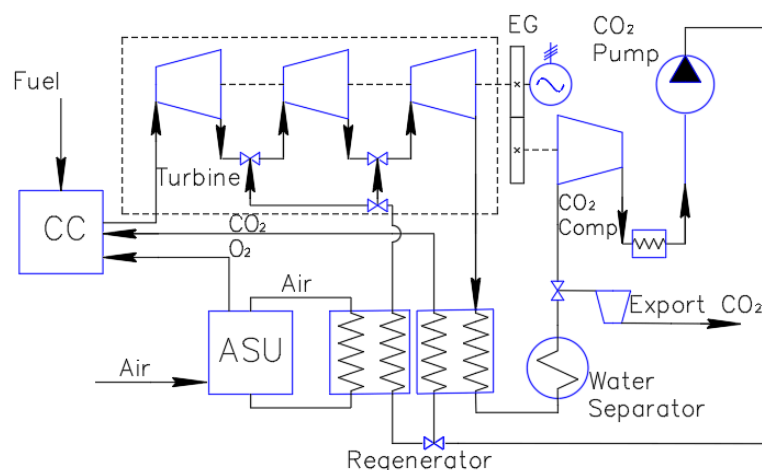 EG
CO₂
Pump
Fuel
Turbine
CO₂
Comp
CC
CO₂
O₂
Air
Export CO₂
ASU
Air
Water
Separator
Regenerator